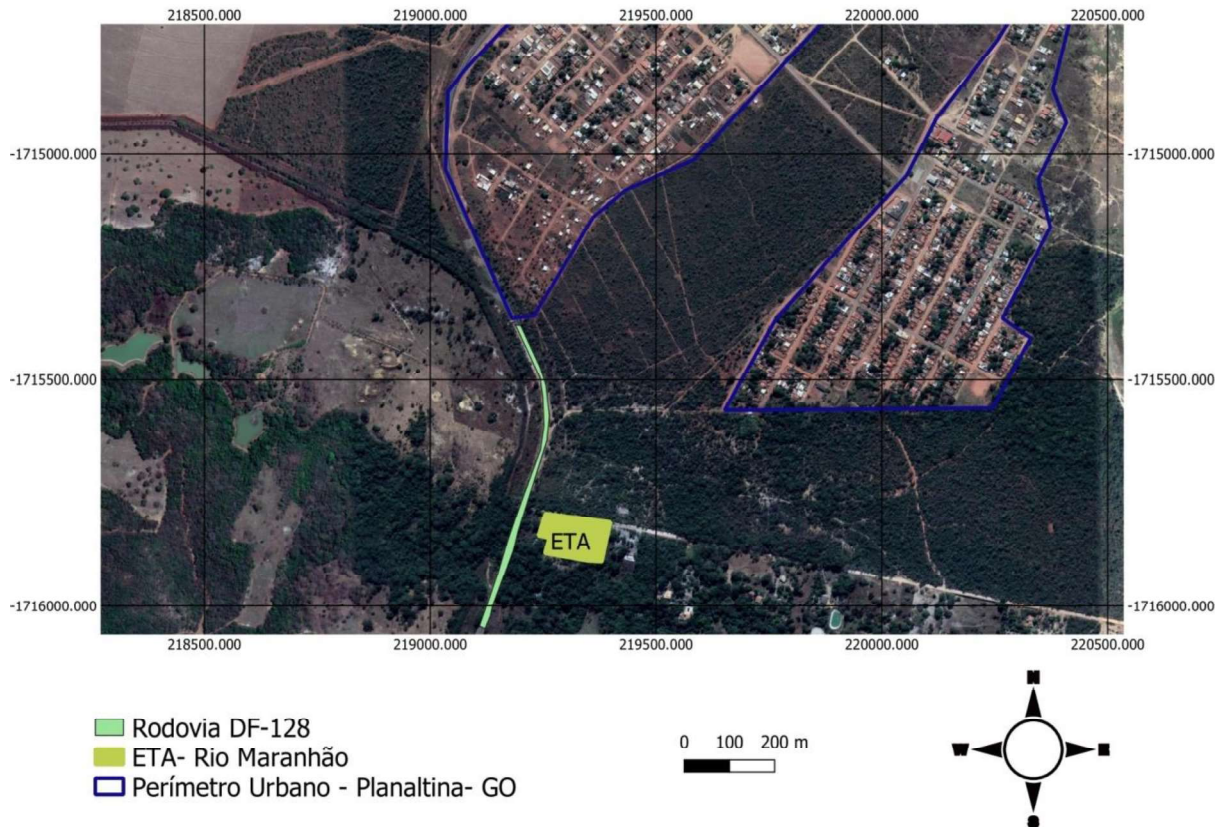 218500.000 219000.000 219500.000 220000.000 220500.000
-1715000.000 -1715000.000
-1715500.000 -1715500.000
ETA
-1716000.000 -1716000.000
218500.000 219000.000 219500.000 220000.000 220500.000
N
Rodovia DF-128
0 100 200 m
W E
ETA- Rio Maranhão
Perímetro Urbano - Planaltina- GO
S